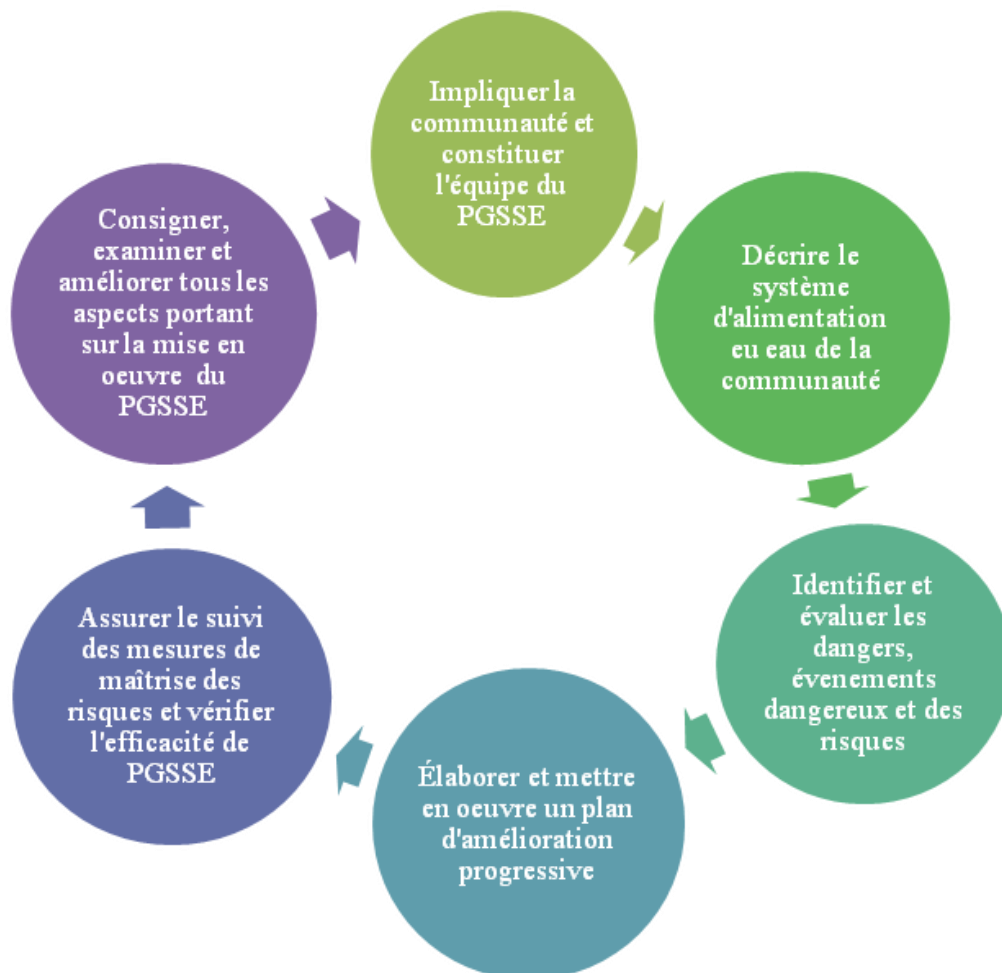 Impliquer la
communauté et
constituer
l'équipe du
PGSSE
Décrire le
système
d'alimentation
eu eau de la
communauté
Identifier et
évaluer les
dangers,
évenements
dangereux et des
risques
Élaborer et mettre
en oeuvre un plan
d'amélioration
progressive
Assurer le suivi
des mesures de
maîtrise des
risques et vérifier
l'efficacité de
PGSSE
Consigner,
examiner et
améliorer tous les
aspects portant
sur la mise en
oeuvre du
PGSSE